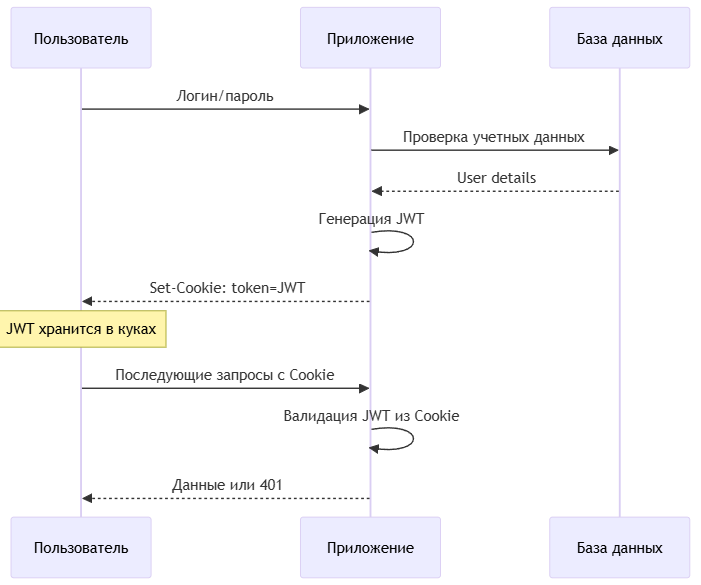 Пользователь
Приложение
База данных
Логин/пароль
Проверка учетных данных
User details
Генерация JWT
Set-Cookie: token=JWT
JWT хранится в куках
Последующие запросы с Cookie
Валидация JWT из Cookie
Данные или 401
Пользователь
Приложение
База данных